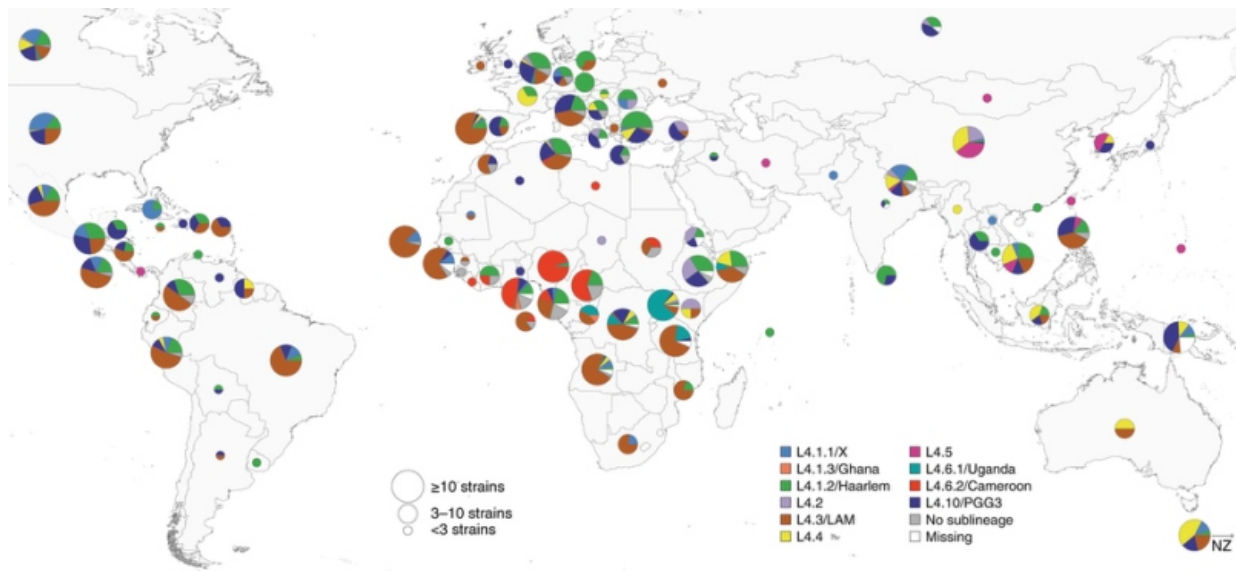 L4.1.1/X
L4.1.3/Ghana
L4.1.2/Haarlem
L4.2
L4.3/LAM
L4.4
L4.5
L4.6.1/Uganda
L4.6.2/Cameroon
L4.10/PGG3
No sublineage
Missing
≥10 strains
3–10 strains
<3 strains
NZ